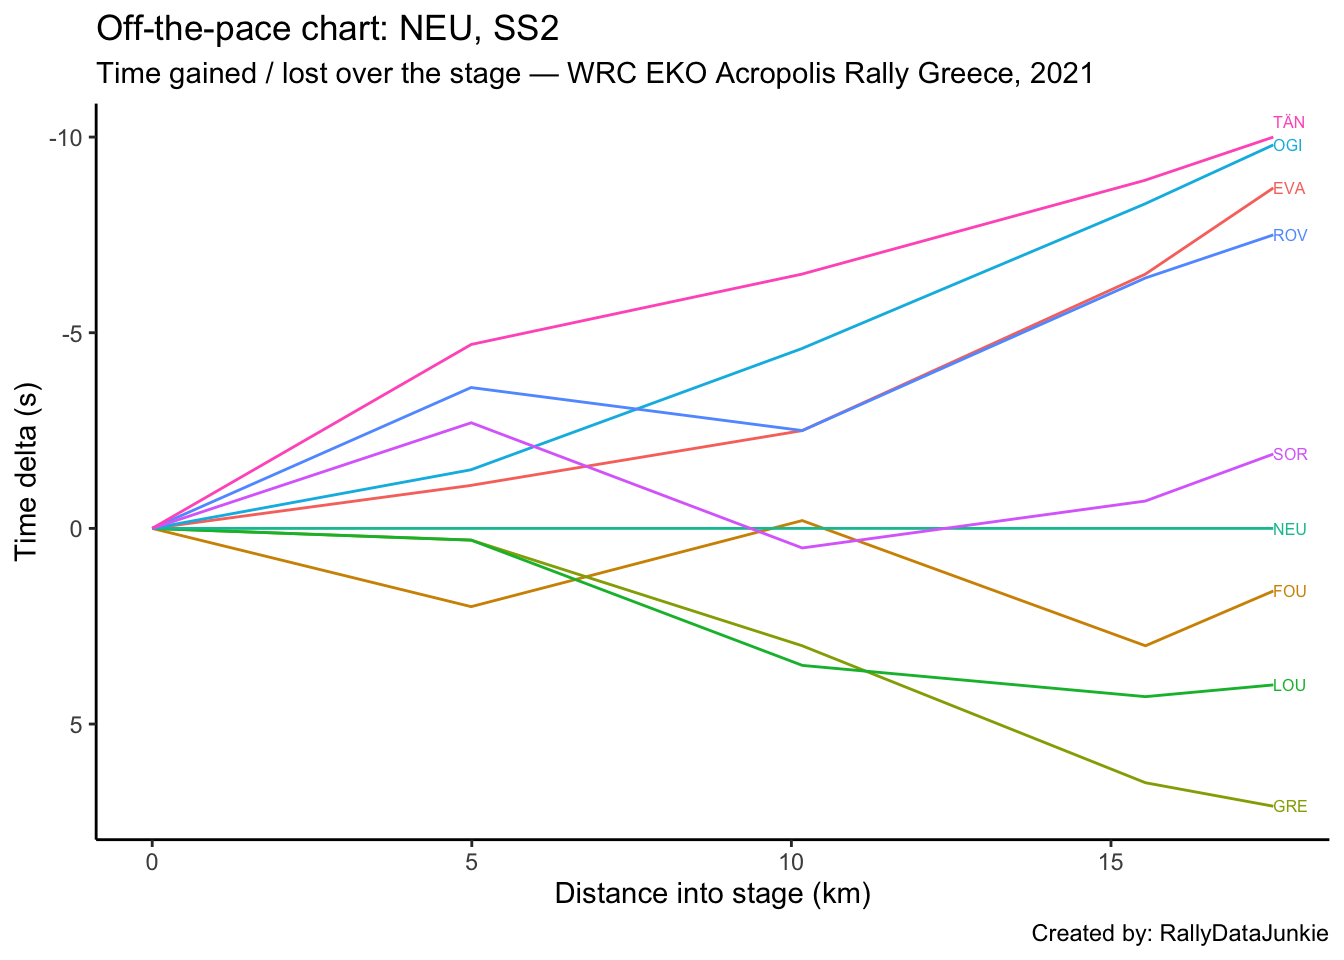 Off-the-pace chart: NEU, SS2
Time gained / lost over the stage — WRC EKO Acropolis Rally Greece, 2021
TÄN
-10
OGI
EVA
ROV
-5
SOR
Time delta (s)
0
NEU
FOU
LOU
5
GRE
0 5 10 15
Distance into stage (km)
Created by: RallyDataJunkie